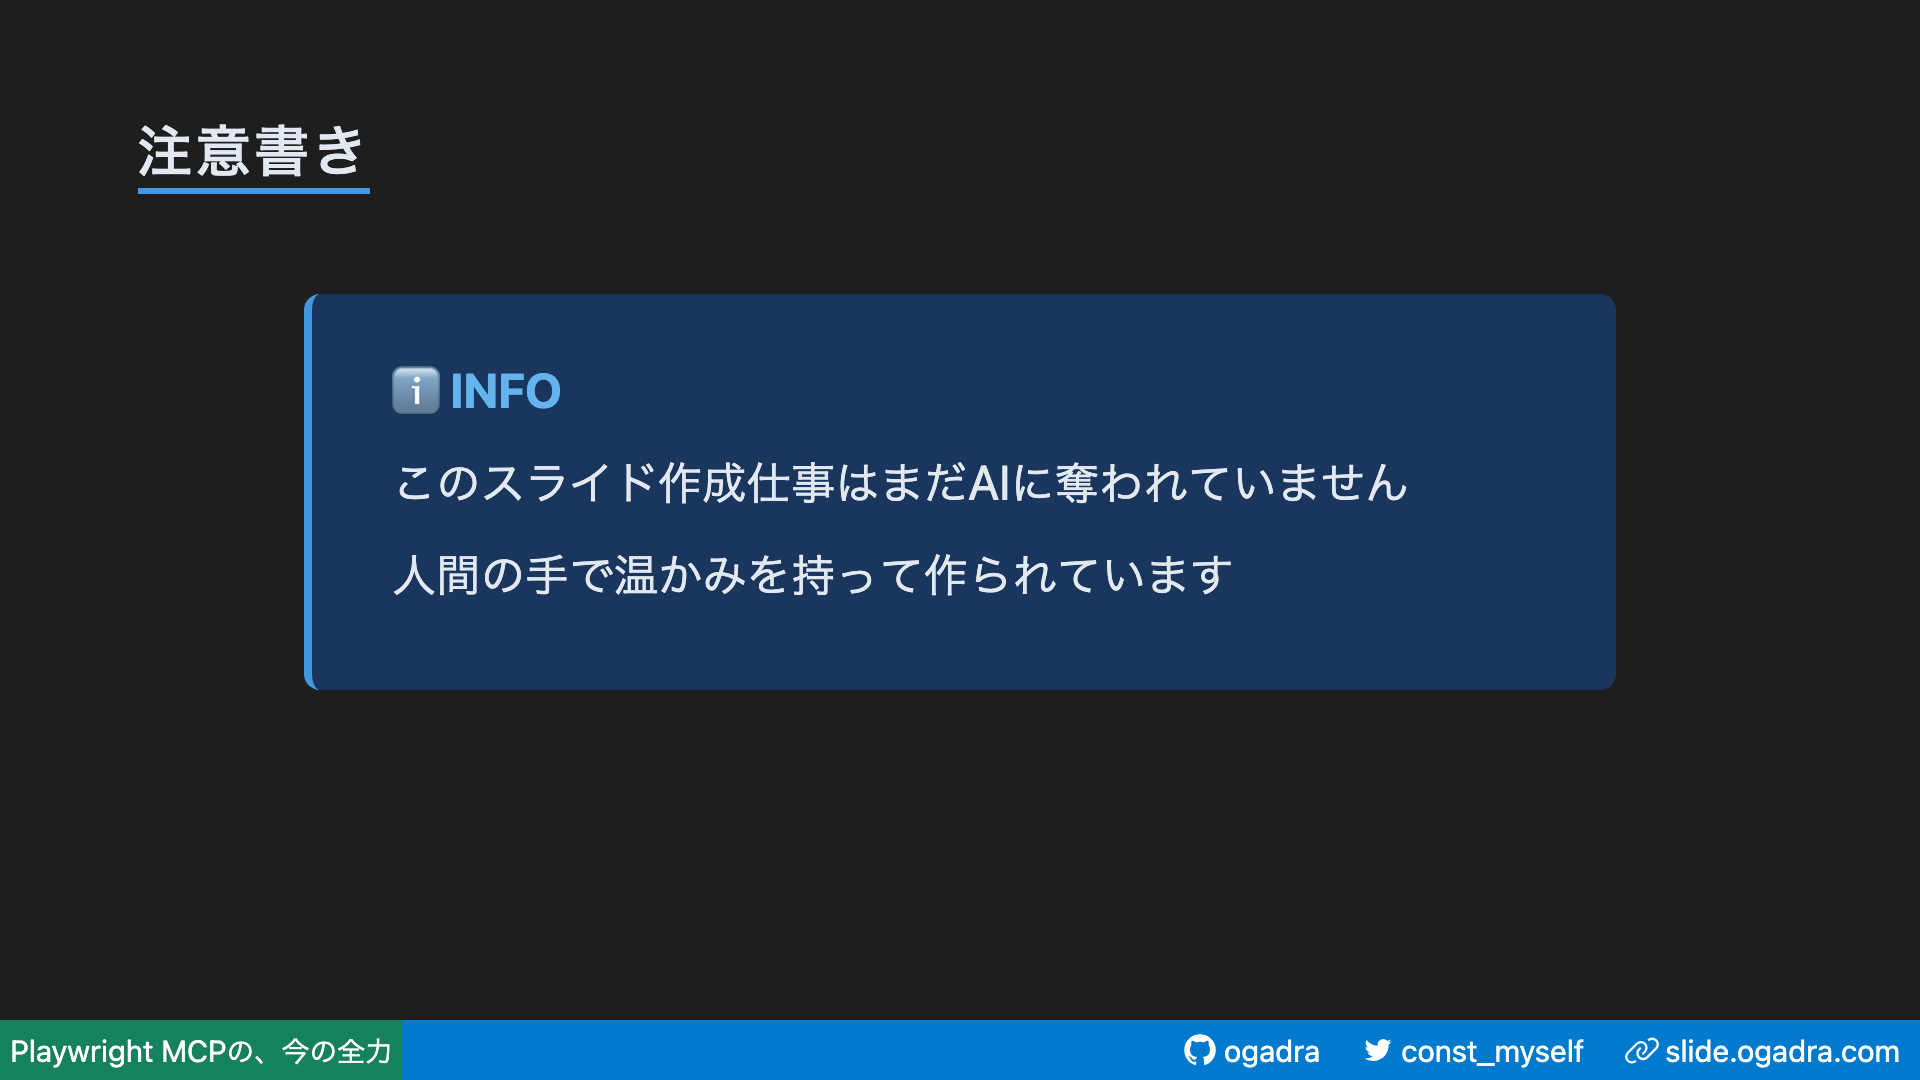 注意書き
ℹ️ INFO
このスライド作成仕事はまだAIに奪われていません
人間の手で温かみを持って作られています
Playwright MCPの、今の全力
ogadra
const_myself
slide.ogadra.com